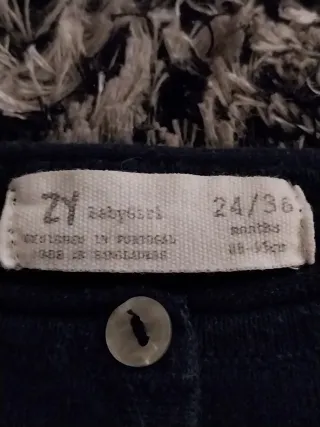 ZY BabyGirl 24/36
months
DESIGNED IN PORTUGAL
MADE IN BANGLADESH